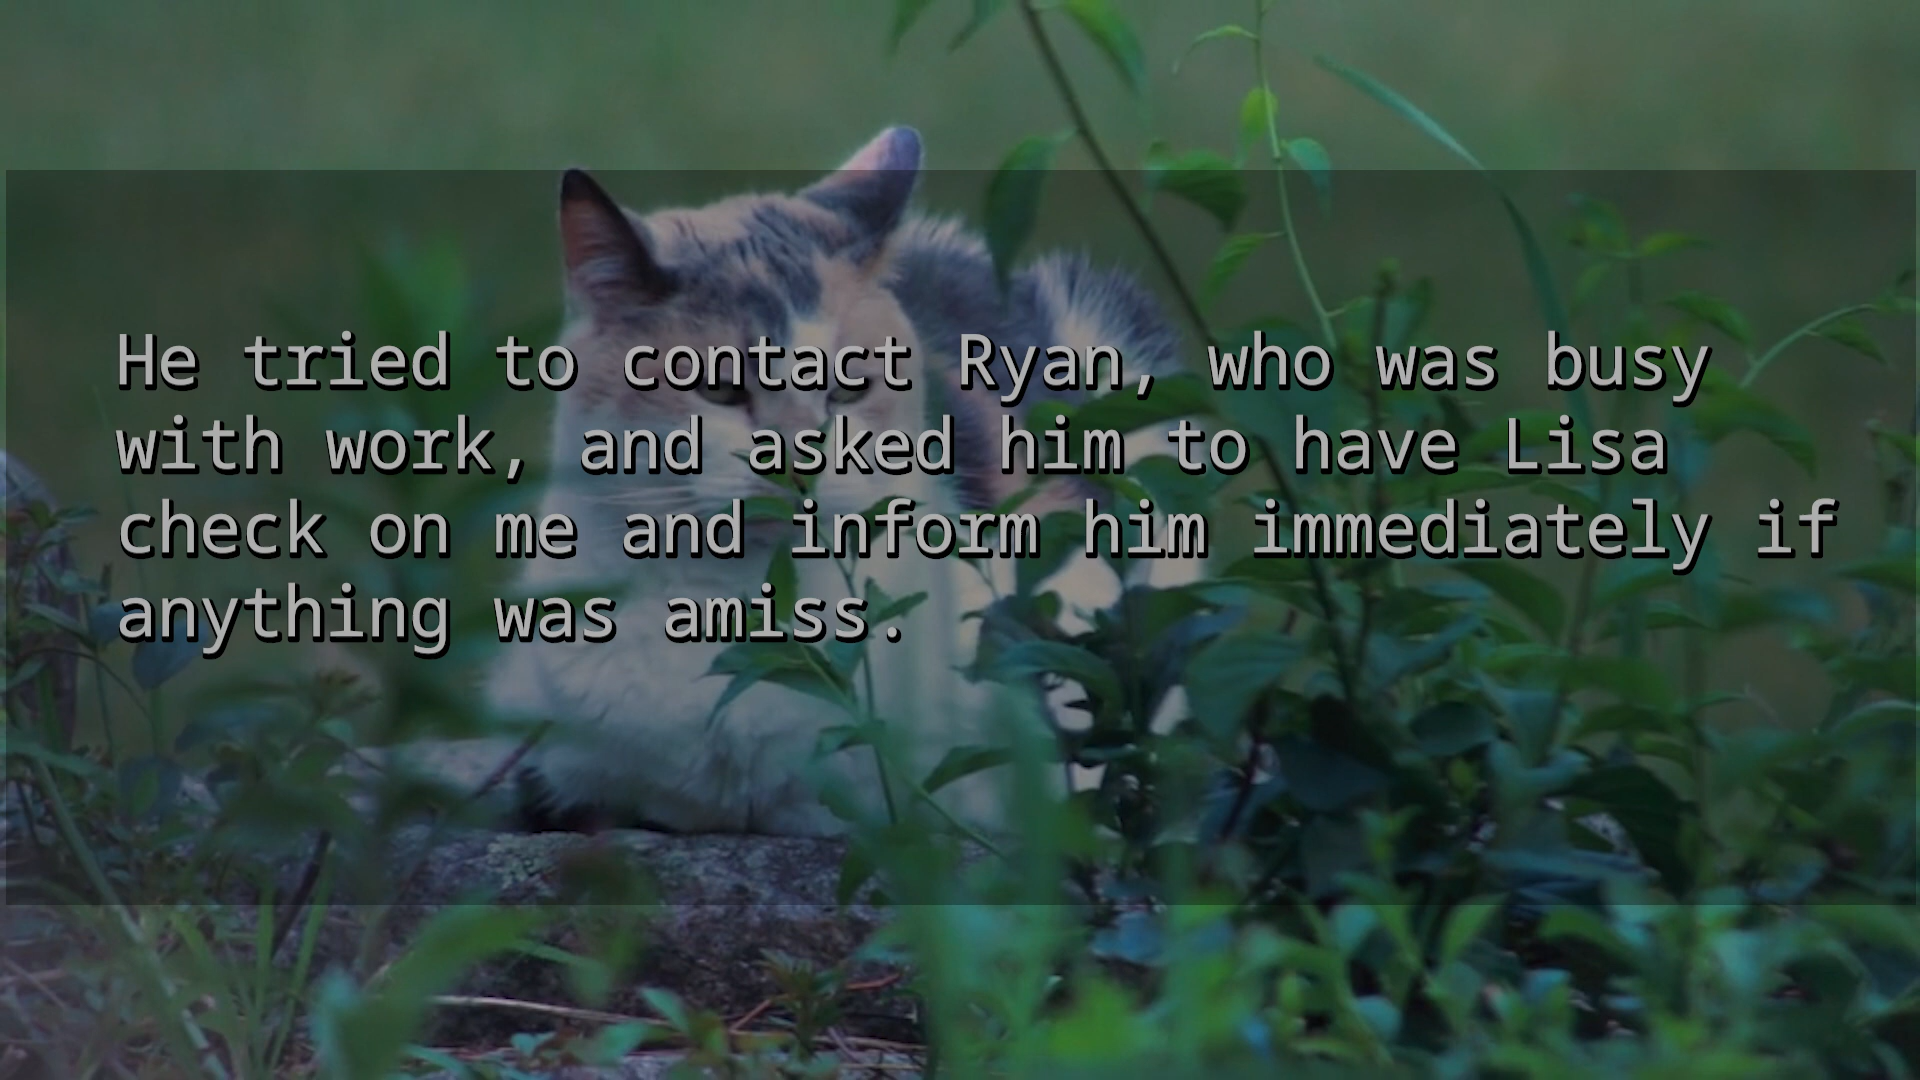 He tried to contact Ryan, who was busy
with work, and asked him to have Lisa
check on me and inform him immediately if
anything was amiss.